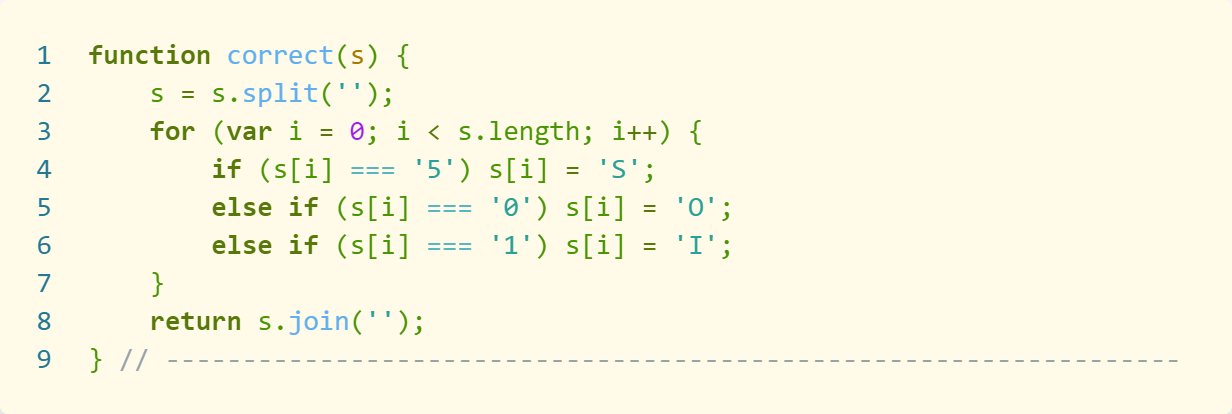 1 function correct(s) {
2     s = s.split('');
3     for (var i = 0; i < s.length; i++) {
4         if (s[i] === '5') s[i] = 'S';
5         else if (s[i] === '0') s[i] = 'O';
6         else if (s[i] === '1') s[i] = 'I';
7     }
8     return s.join('');
9 } // ------------------------------------------------------------------